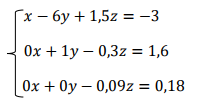 x − 6y + 1,5z = −3
0x + 1y − 0,3z = 1,6
0x + 0y − 0,09z = 0,18